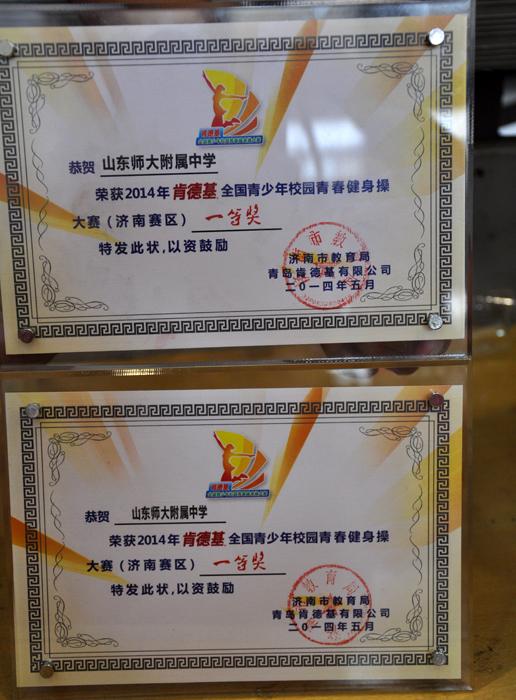 肯德基
恭贺 山东师大附属中学
荣获2014年肯德基全国青少年校园青春健身操
大赛(济南赛区) 一等奖
特发此状,以资鼓励
济南市教育局
青岛肯德基有限公司
二〇一四年五月
肯德基
恭贺 山东师大附属中学
荣获2014年肯德基全国青少年校园青春健身操
大赛(济南赛区) 一等奖
特发此状,以资鼓励
济南市教育局
青岛肯德基有限公司
二〇一四年五月